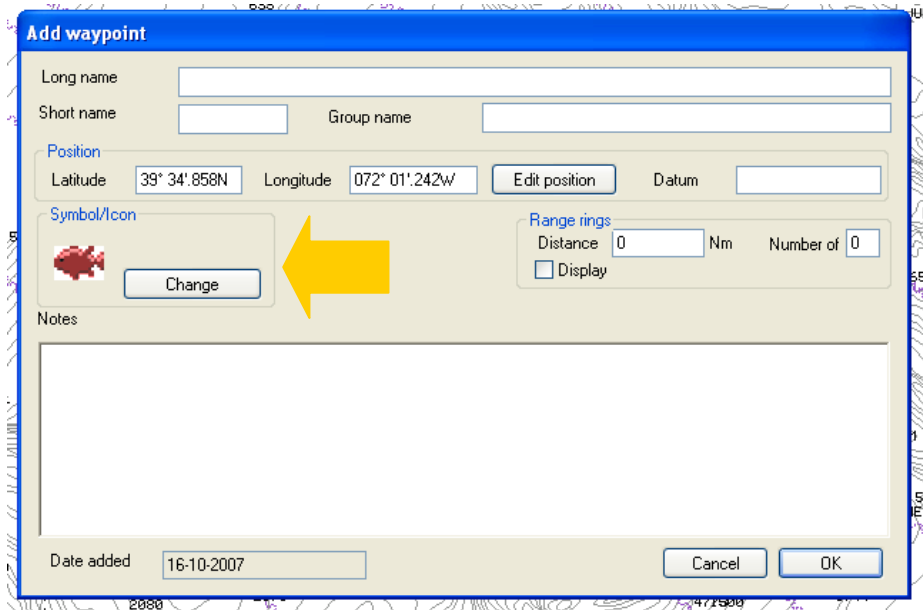 Add waypoint
Long name
Short name Group name
Position
Latitude 39° 34'.858N Longitude 072° 01'.242W Edit position Datum
Symbol/Icon Range rings
Distance 0 Nm Number of 0
Display
Change
Notes
Date added 16-10-2007 Cancel OK
2080